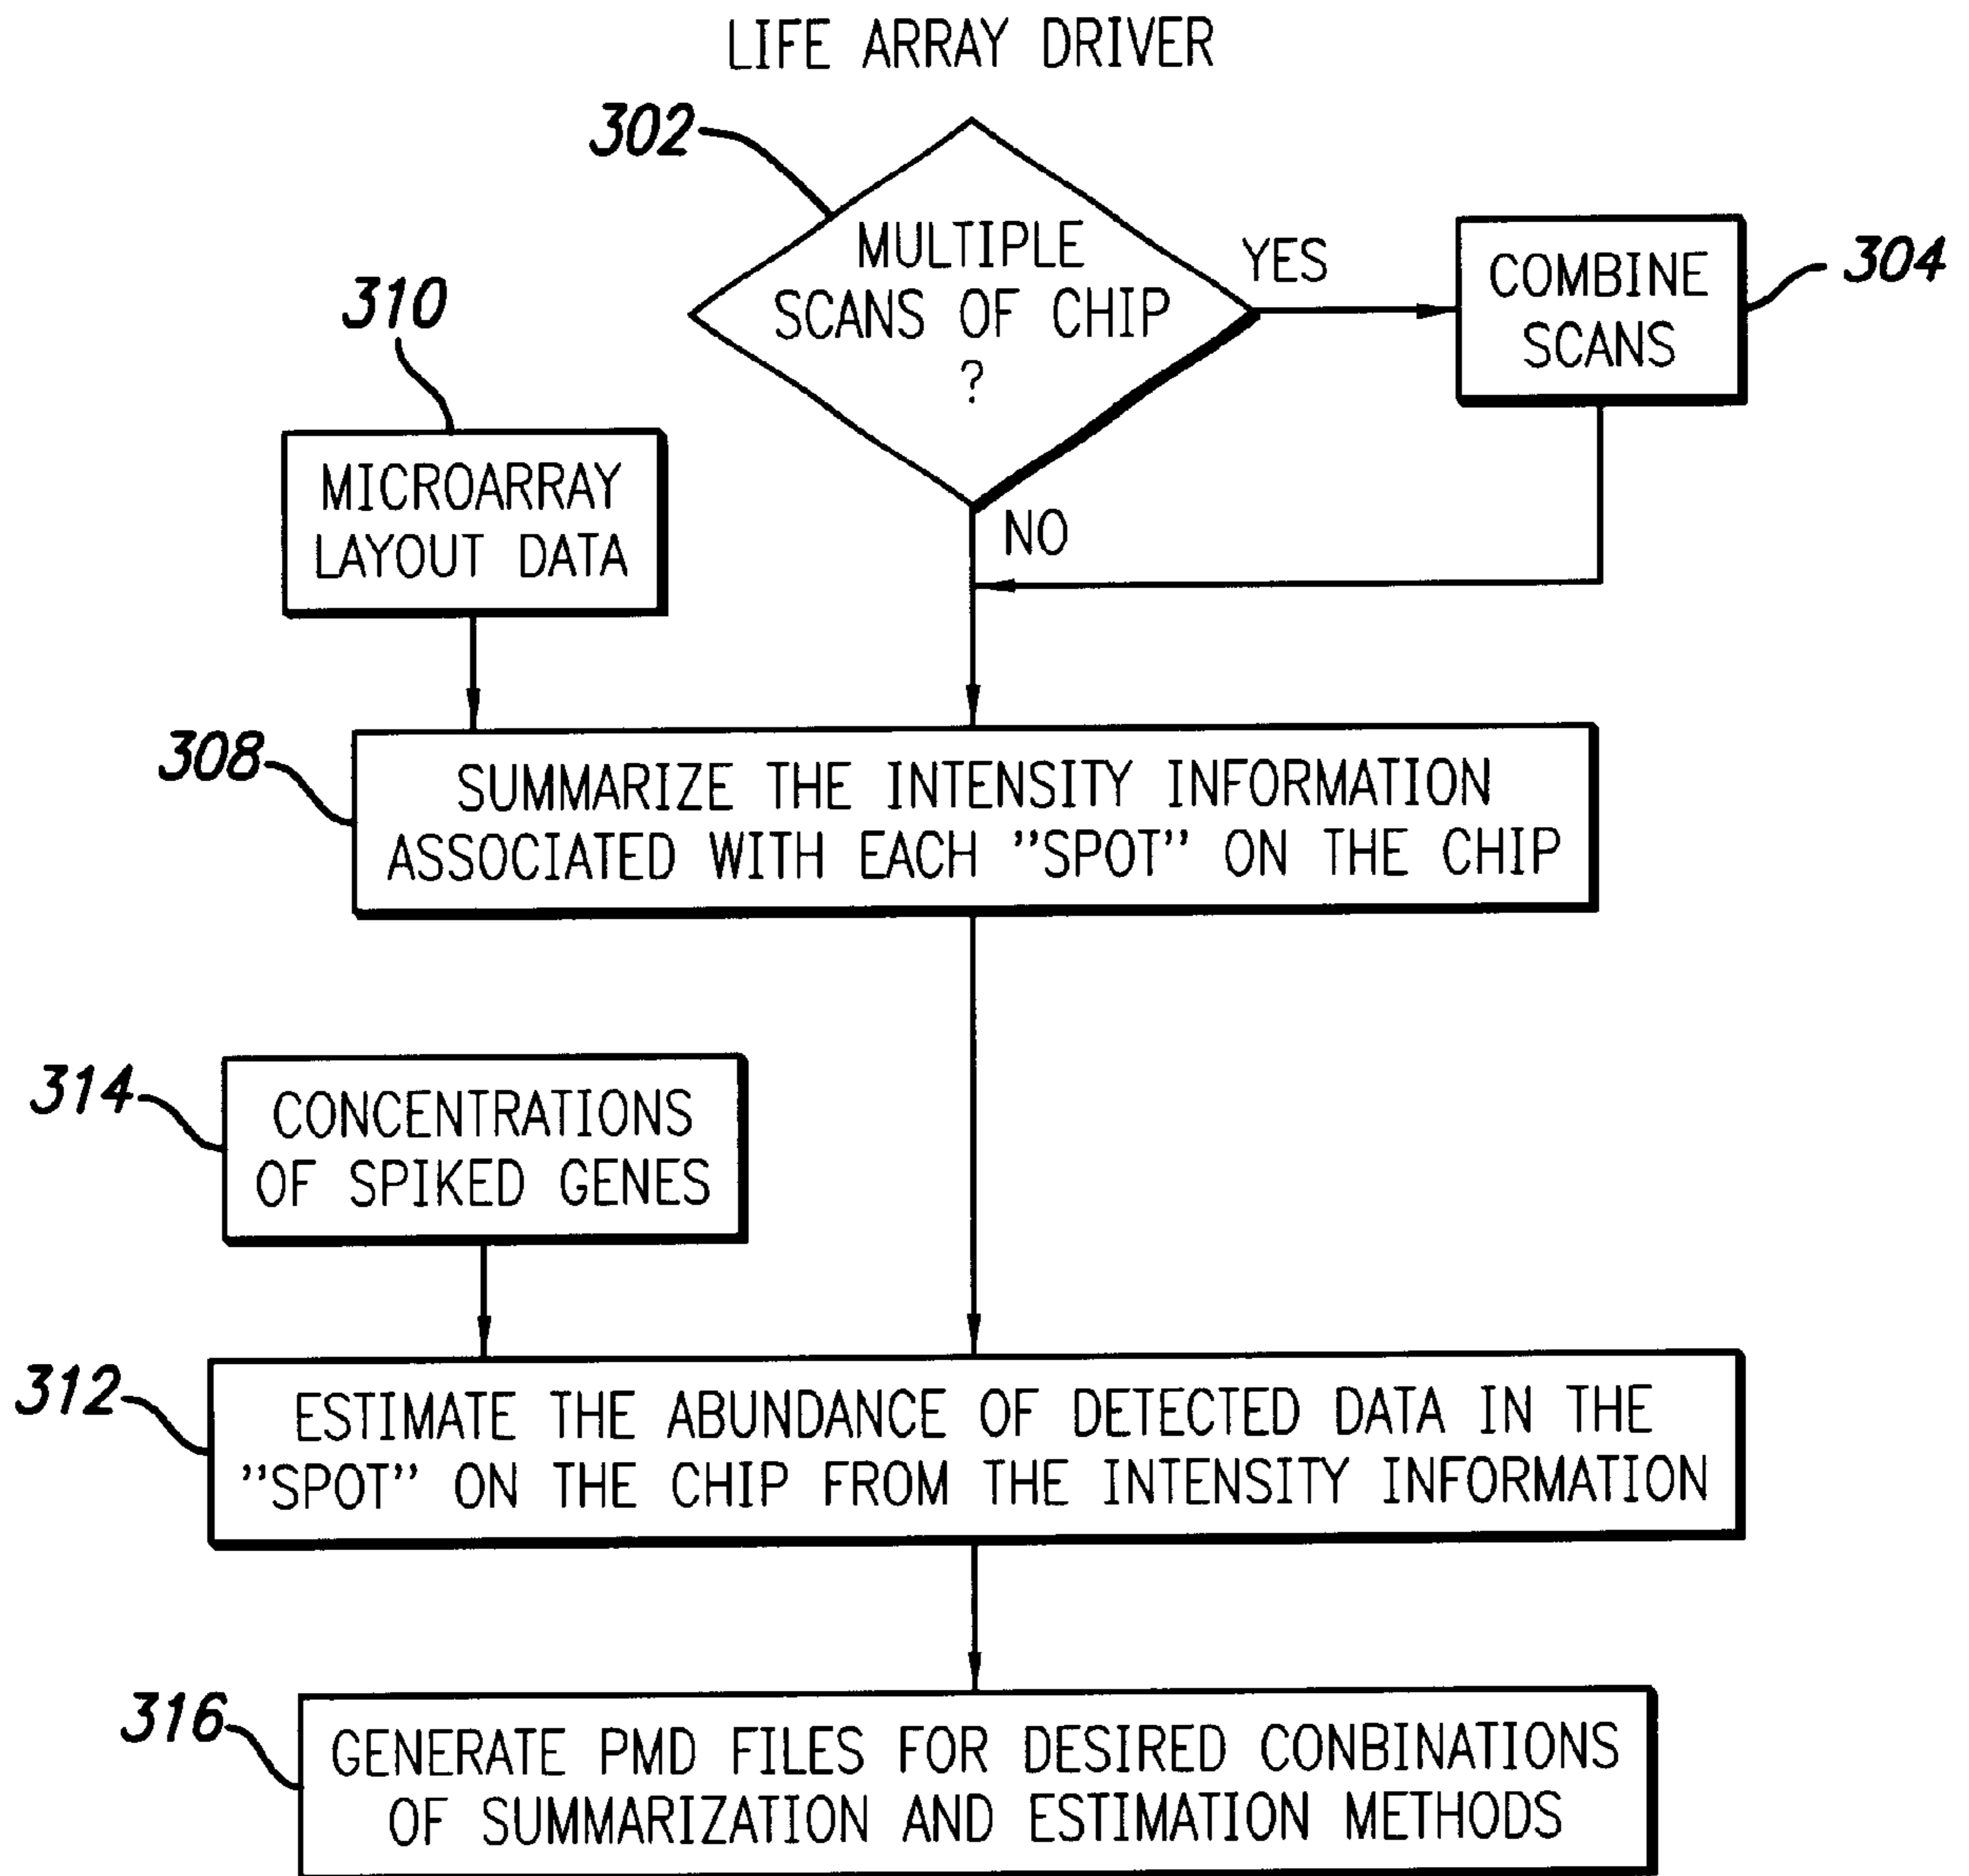 LIFE ARRAY DRIVER
302
MULTIPLE
SCANS OF CHIP
?
YES
COMBINE
SCANS
304
310
MICROARRAY
LAYOUT DATA
NO
308
SUMMARIZE THE INTENSITY INFORMATION
ASSOCIATED WITH EACH "SPOT" ON THE CHIP
314
CONCENTRATIONS
OF SPIKED GENES
312
ESTIMATE THE ABUNDANCE OF DETECTED DATA IN THE
"SPOT" ON THE CHIP FROM THE INTENSITY INFORMATION
316
GENERATE PMD FILES FOR DESIRED CONBINATIONS
OF SUMMARIZATION AND ESTIMATION METHODS